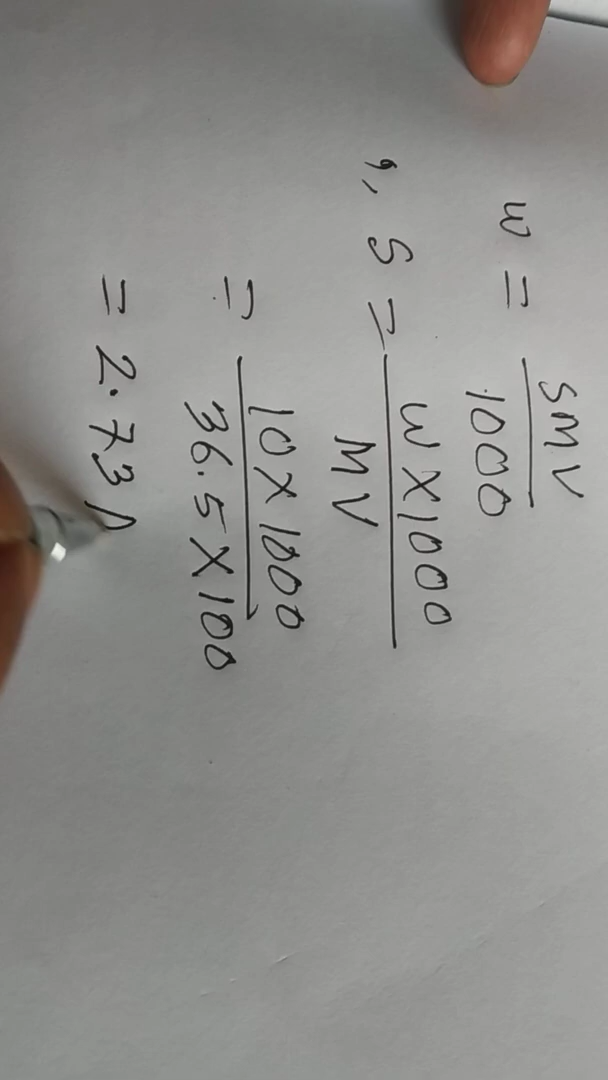 w = SMV
1000
, S = W X 1000
MV
= 10 X 1000
36.5 X 100
= 2.73